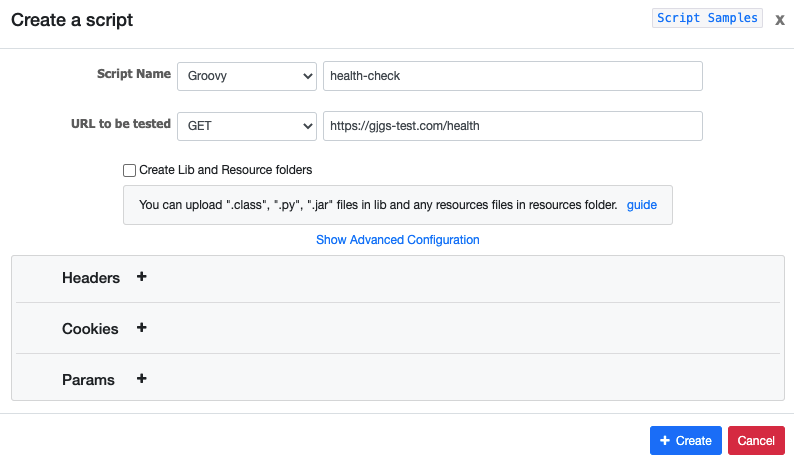 Create a script
Script Samples
x
Script Name Groovy health-check
URL to be tested GET https://gjgs-test.com/health
Create Lib and Resource folders
You can upload ".class", ".py", ".jar" files in lib and any resources files in resources folder. guide
Show Advanced Configuration
Headers +
Cookies +
Params +
+ Create Cancel